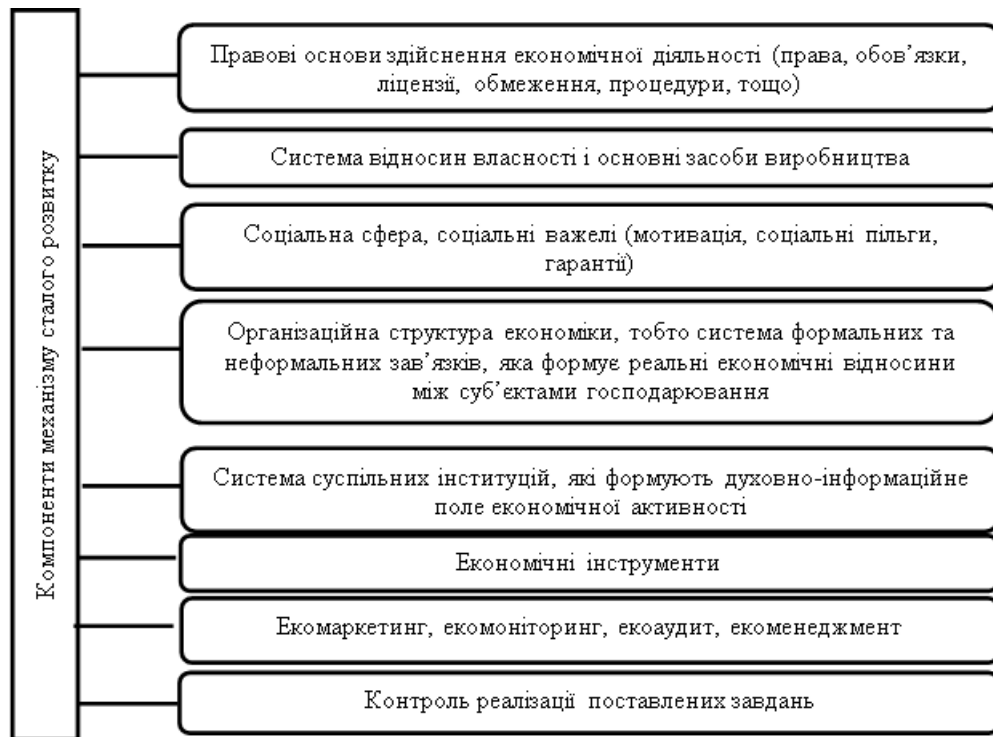 Компоненти механізму сталого розвитку
Правові основи здійснення економічної діяльності (права, обов’язки,
ліцензії, обмеження, процедури, тощо)
Система відносин власності і основні засоби виробництва
Соціальна сфера, соціальні важелі (мотивація, соціальні пільги,
гарантії)
Організаційна структура економіки, тобто система формальних та
неформальних зав’язків, яка формує реальні економічні відносини
між суб’єктами господарювання
Система суспільних інституцій, які формують духовно-інформаційне
поле економічної активності
Економічні інструменти
Екомаркетинг, екомоніторинг, екоаудит, екоменеджмент
Контроль реалізації поставлених завдань